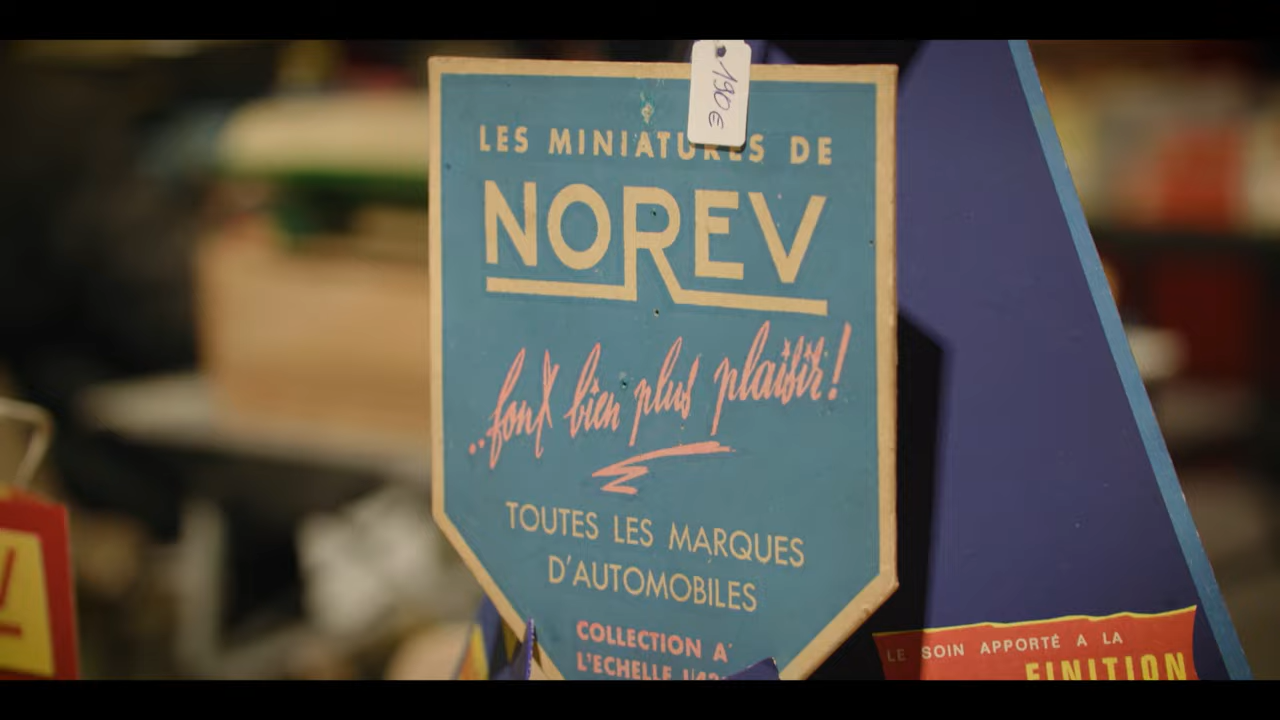 190€
LES MINIATURES DE
NOREV
..font bien plus plaisir!
TOUTES LES MARQUES
D'AUTOMOBILES
COLLECTION A'
L'ECHELLE
LE SOIN APPORTÉ A LA
FINITION